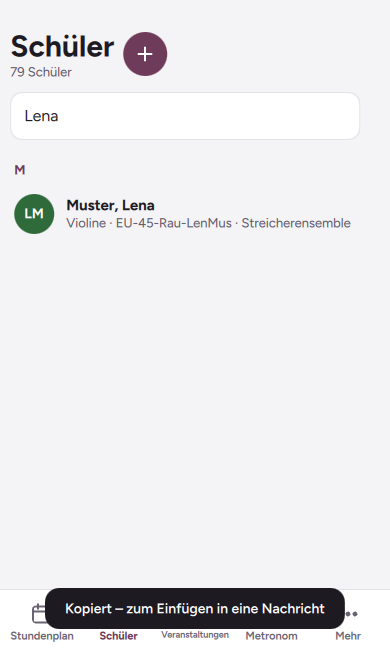 Schüler
79 Schüler
Lena
M
LM
Muster, Lena
Violine · EU-45-Rau-LenMus · Streicherensemble
Kopiert – zum Einfügen in eine Nachricht
Stundenplan
Schüler
Veranstaltungen
Metronom
Mehr